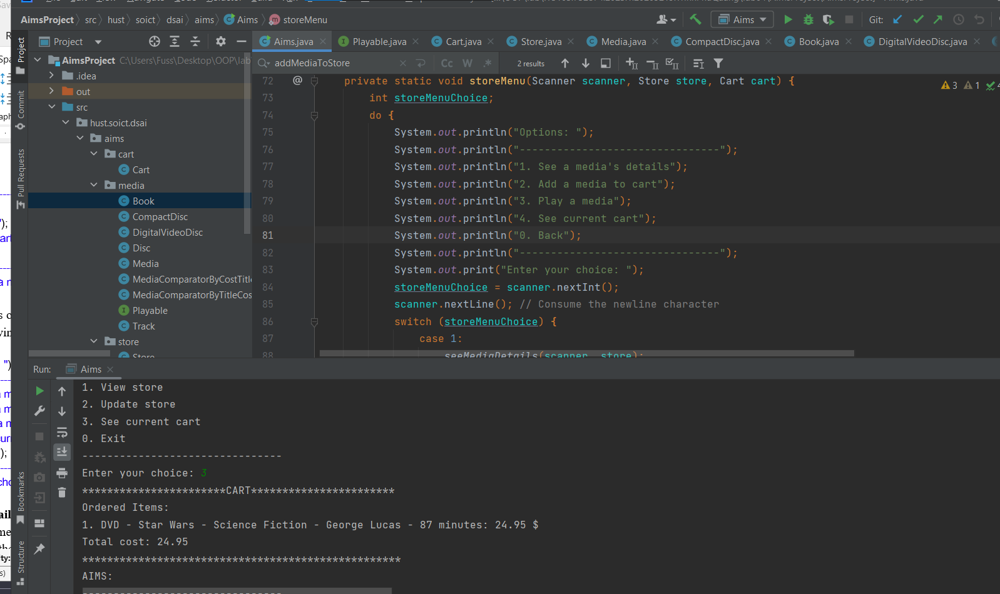 AimsProject src hust soict dsai aims Aims storeMenu
Aims
Git:
Project
Aims.java
Playable.java
Cart.java
Store.java
Media.java
CompactDisc.java
Book.java
DigitalVideoDisc.java
AimsProject C:\Users\Fuss\Desktop\OOP\lab
.idea
out
src
hust.soict.dsai
aims
cart
Cart
media
Book
CompactDisc
DigitalVideoDisc
Disc
Media
MediaComparatorByCostTitl
MediaComparatorByTitleCos
Playable
Track
store
Store
Project
Commit
Pull Requests
Bookmarks
Structure
addMediaToStore
Cc W .*
2 results
3 1 4
72 @ private static void storeMenu(Scanner scanner, Store store, Cart cart) {
73 int storeMenuChoice;
74 do {
75 System.out.println("Options: ");
76 System.out.println("--------------------------------");
77 System.out.println("1. See a media's details");
78 System.out.println("2. Add a media to cart");
79 System.out.println("3. Play a media");
80 System.out.println("4. See current cart");
81 System.out.println("0. Back");
82 System.out.println("--------------------------------");
83 System.out.print("Enter your choice: ");
84 storeMenuChoice = scanner.nextInt();
85 scanner.nextLine(); // Consume the newline character
86 switch (storeMenuChoice) {
87 case 1:
88 seeMediaDetails(scanner, store);
Run: Aims
1. View store
2. Update store
3. See current cart
0. Exit
--------------------------------
Enter your choice: 3
***********************CART***********************
Ordered Items:
1. DVD - Star Wars - Science Fiction - George Lucas - 87 minutes: 24.95 $
Total cost: 24.95
***************************************************
AIMS:
--------------------------------